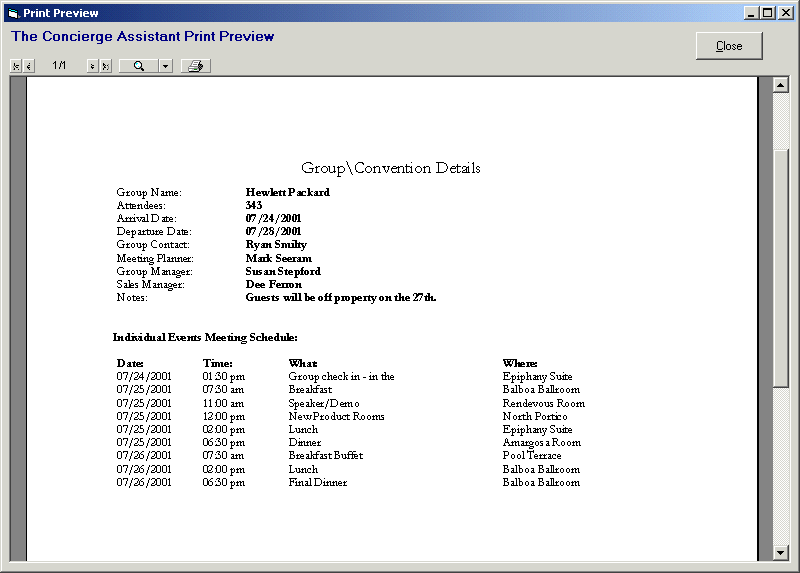 Print Preview
The Concierge Assistant Print Preview
Close
1/1
Group\Convention Details
Group Name: Hewlett Packard
Attendees: 343
Arrival Date: 07/24/2001
Departure Date: 07/28/2001
Group Contact: Ryan Smilty
Meeting Planner: Mark Seeram
Group Manager: Susan Stepford
Sales Manager: Dee Ferron
Notes: Guests will be off property on the 27th.
Individual Events Meeting Schedule:
Date: Time: What: Where:
07/24/2001 01:30 pm Group check in - in the Epiphany Suite
07/25/2001 07:30 am Breakfast Balboa Ballroom
07/25/2001 11:00 am Speaker/Demo Rendevous Room
07/25/2001 12:00 pm New Product Rooms North Portico
07/25/2001 02:00 pm Lunch Epiphany Suite
07/25/2001 06:30 pm Dinner Amargosa Room
07/26/2001 07:30 am Breakfast Buffet Pool Terrace
07/26/2001 02:00 pm Lunch Balboa Ballroom
07/26/2001 06:30 pm Final Dinner Balboa Ballroom